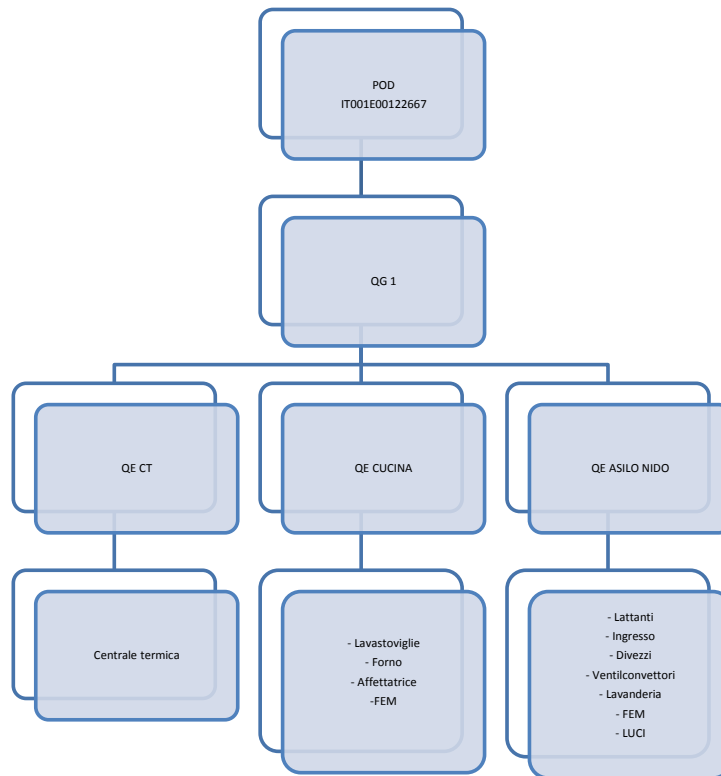 POD
IT001E00122667
QG 1
QE CT
QE CUCINA
QE ASILO NIDO
Centrale termica
- Lavastoviglie
- Forno
- Affettatrice
-FEM
- Lattanti
- Ingresso
- Divezzi
- Ventilconvettori
- Lavanderia
- FEM
- LUCI